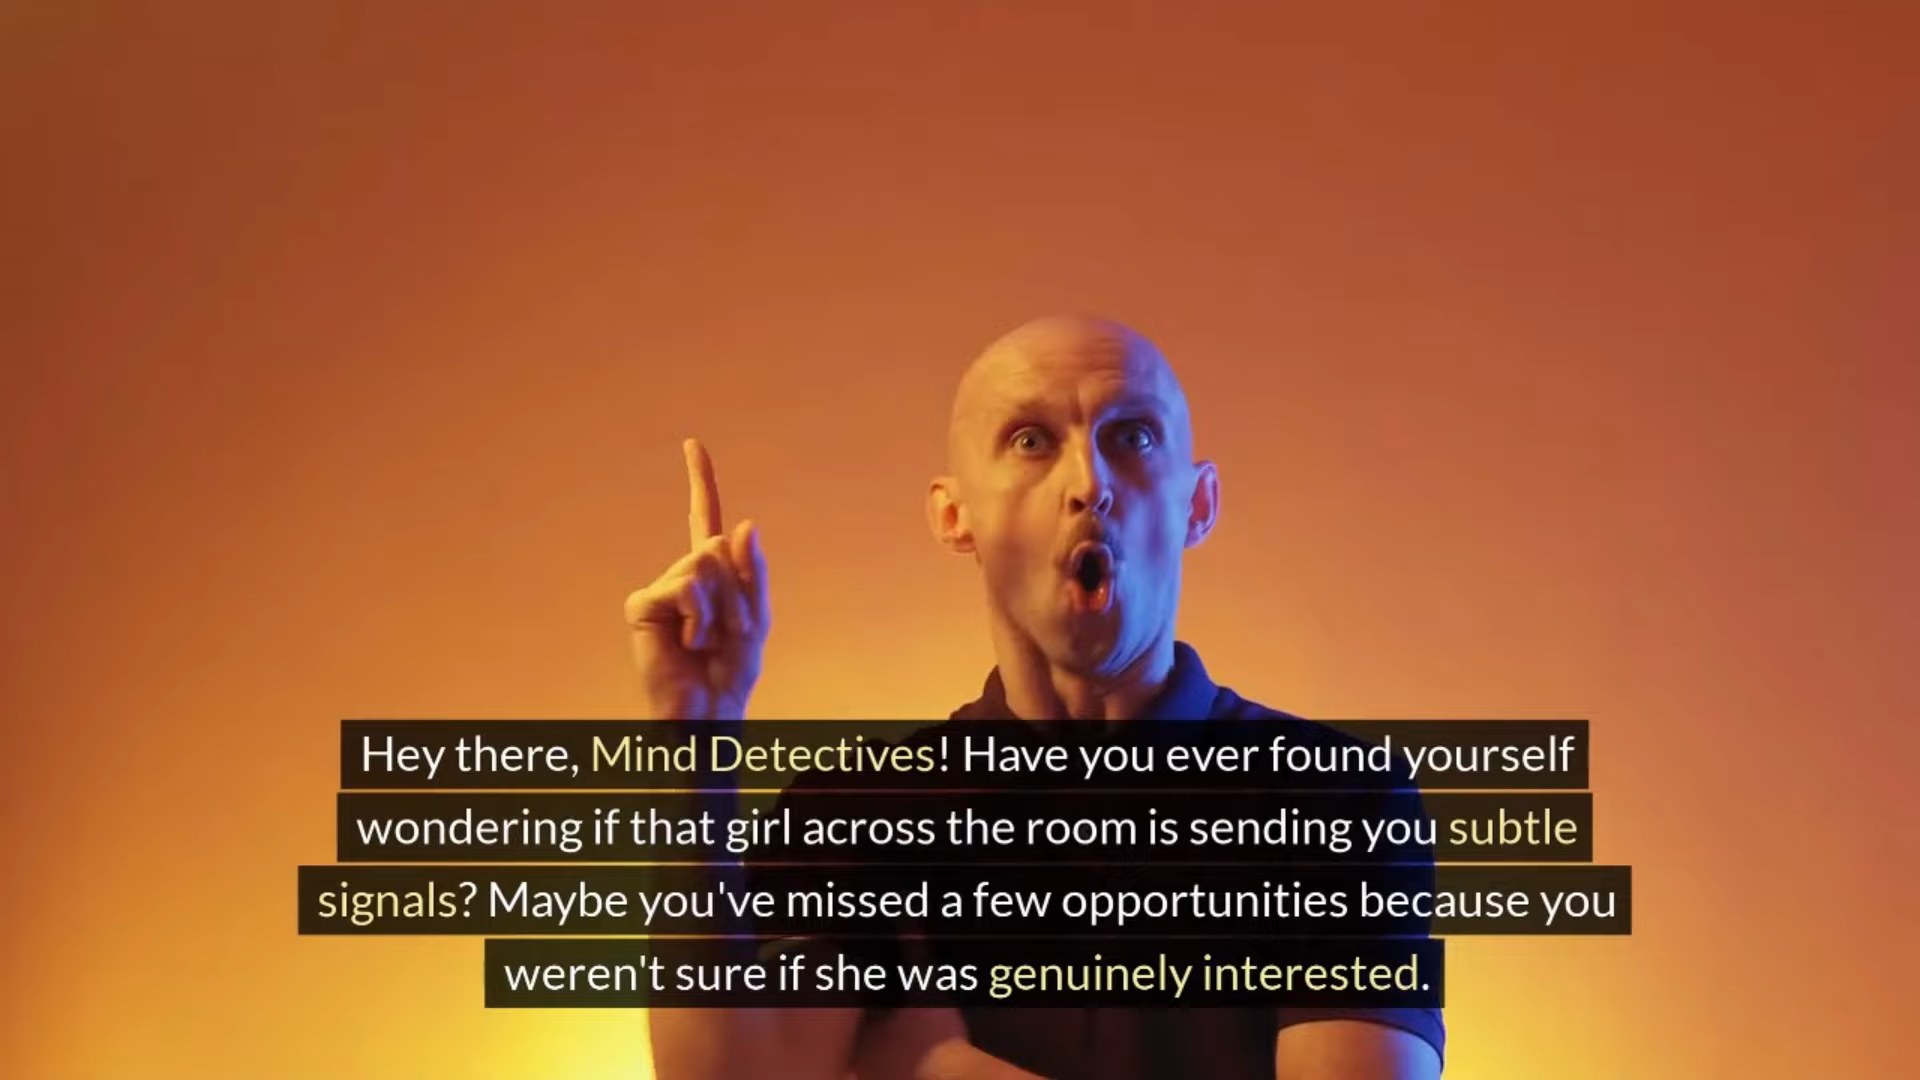 Hey there, Mind Detectives! Have you ever found yourself
wondering if that girl across the room is sending you subtle
signals? Maybe you've missed a few opportunities because you
weren't sure if she was genuinely interested.